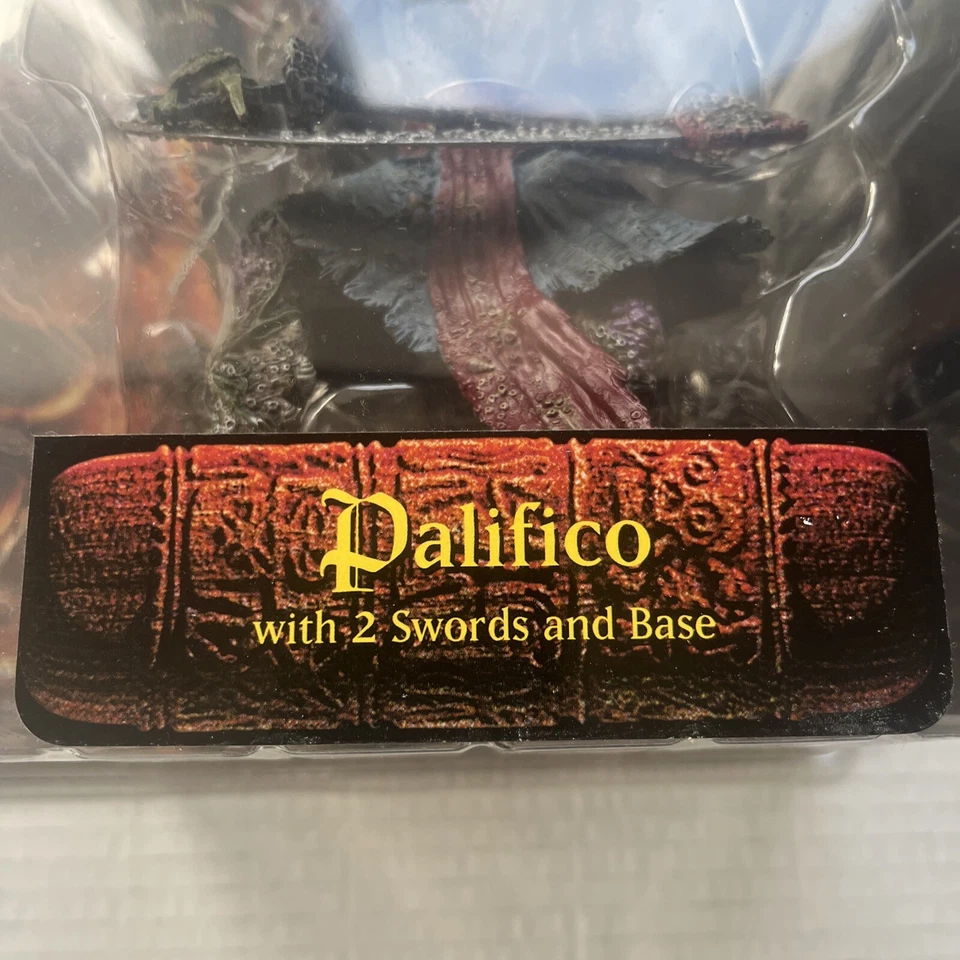 Palifico
with 2 Swords and Base